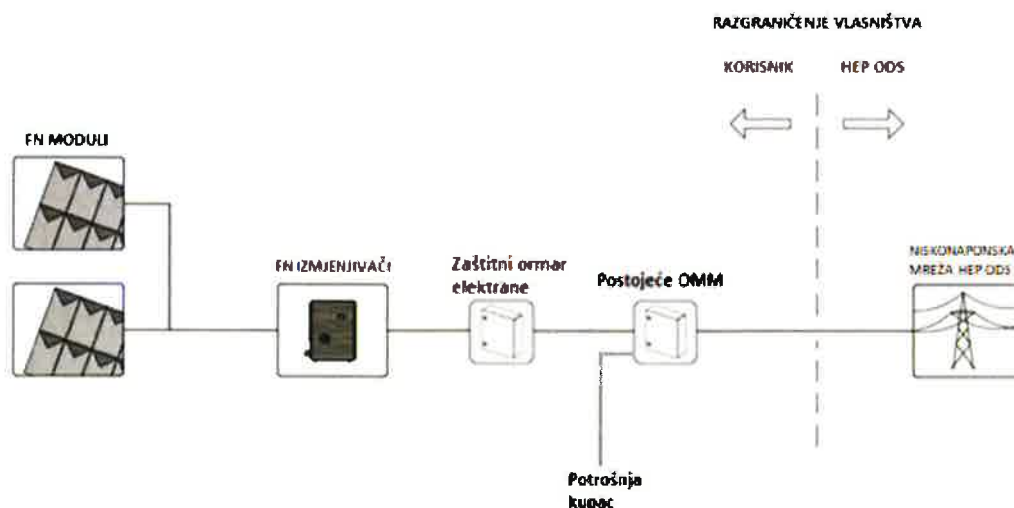 RAZGRANIČENJE VLASNIŠTVA
KORISNIK
HEP ODS
FN MODULI
FN IZMJENJIVAČI
Zaštitni ormar
elektrane
Postojeće OMM
NISKONAPONSKA
MREŽA HEP ODS
Potrošnja
kupac